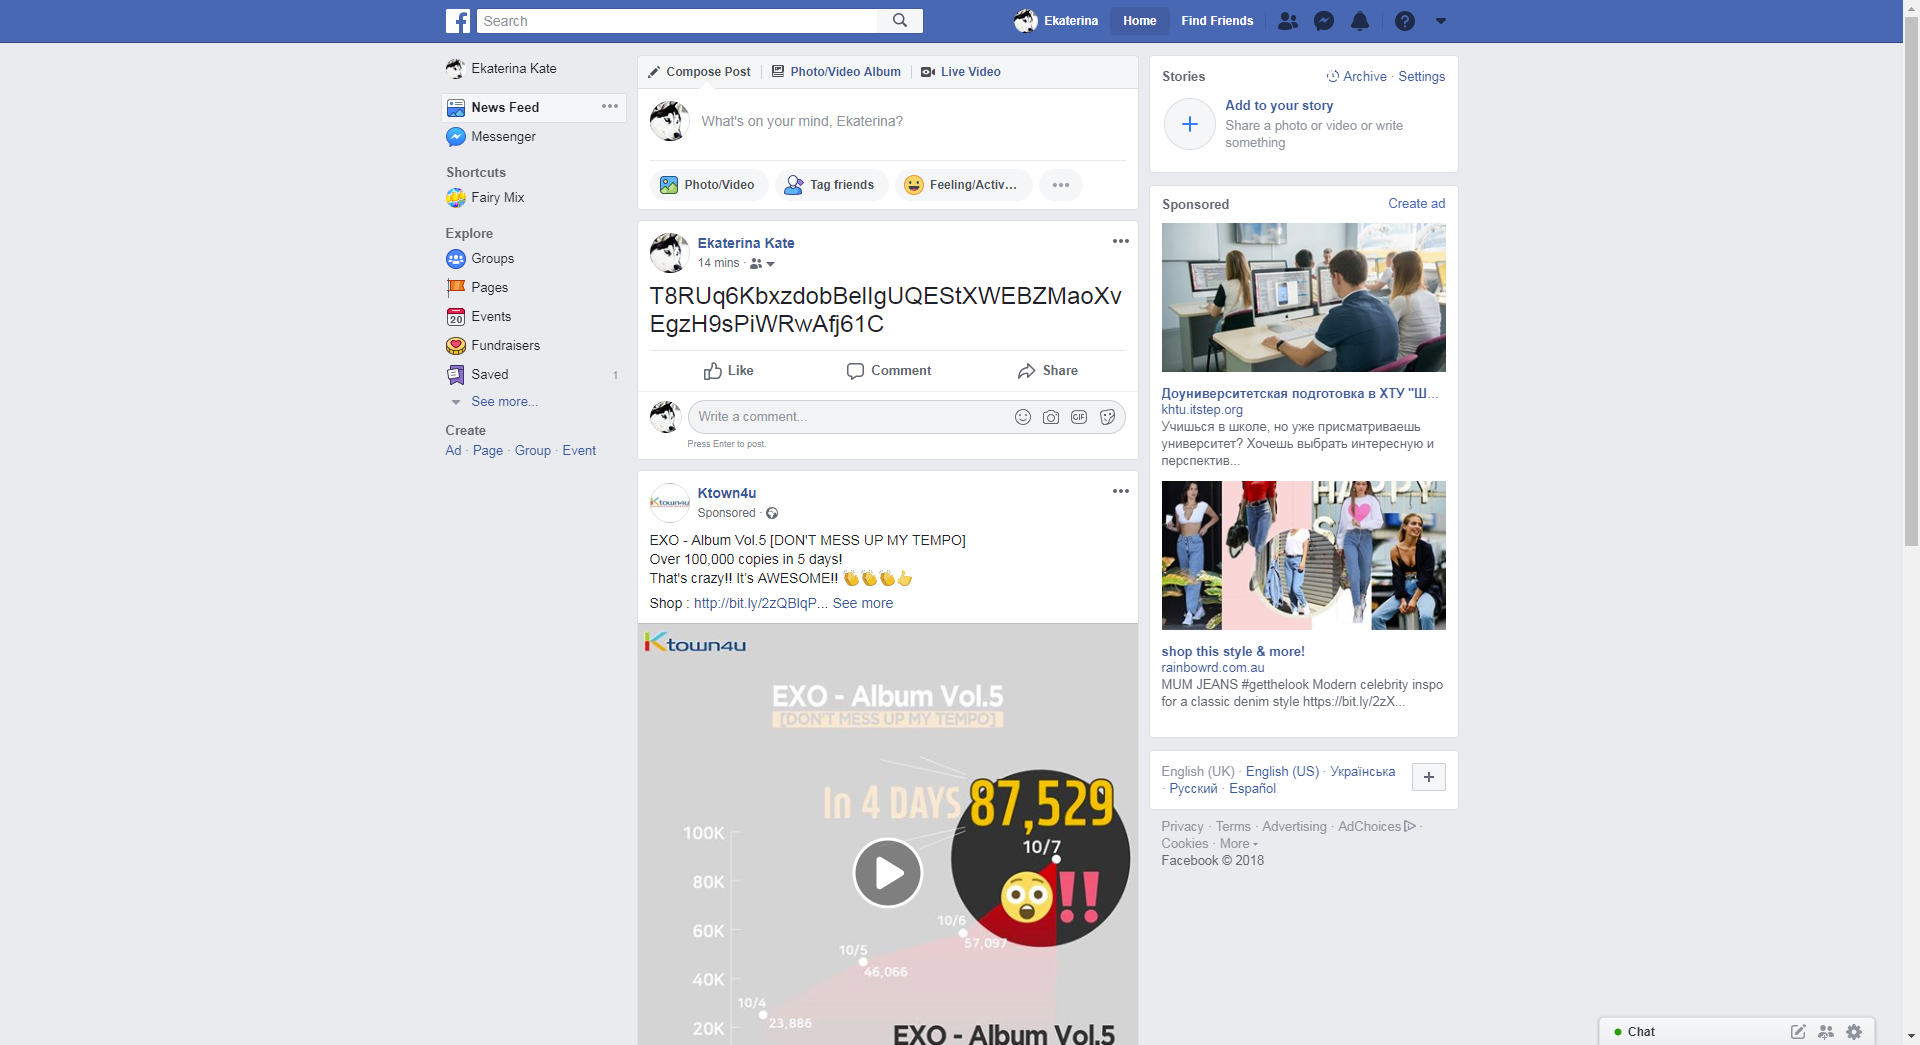 Search
Ekaterina
Home
Find Friends
Ekaterina Kate
News Feed
Messenger
Shortcuts
Fairy Mix
Explore
Groups
Pages
20
Events
Fundraisers
Saved
1
See more...
Create
Ad · Page · Group · Event
Compose Post
Photo/Video Album
Live Video
What's on your mind, Ekaterina?
Photo/Video
Tag friends
Feeling/Activ...
Ekaterina Kate
14 mins ·
T8RUq6KbxzdobBelIgUQEStXWEBZMaoXv
EgzH9sPiWRwAfj61C
Like
Comment
Share
Write a comment...
GIF
Press Enter to post.
Ktown4u
Ktown4u
Sponsored ·
EXO - Album Vol.5 [DON'T MESS UP MY TEMPO]
Over 100,000 copies in 5 days!
That's crazy!! It's AWESOME!! 👏👏👏👍
Shop : http://bit.ly/2zQBlqP... See more
Ktown4u
EXO - Album Vol.5
[DON'T MESS UP MY TEMPO]
In 4 DAYS 87,529
10/7
100K
80K
60K
40K
20K
10/6
57,097
10/5
46,066
10/4
23,886
EXO - Album Vol.5
Stories
Archive · Settings
Add to your story
Share a photo or video or write
something
Sponsored
Create ad
Доуниверситетская подготовка в ХТУ "Ш...
khtu.itstep.org
Учишься в школе, но уже присматриваешь
университет? Хочешь выбрать интересную и
перспектив...
HAPPY
shop this style & more!
rainbowrd.com.au
MUM JEANS #getthelook Modern celebrity inspo
for a classic denim style https://bit.ly/2zX...
English (UK) · English (US) · Українська
· Русский · Español
Privacy · Terms · Advertising · AdChoices ·
Cookies · More
Facebook © 2018
Chat